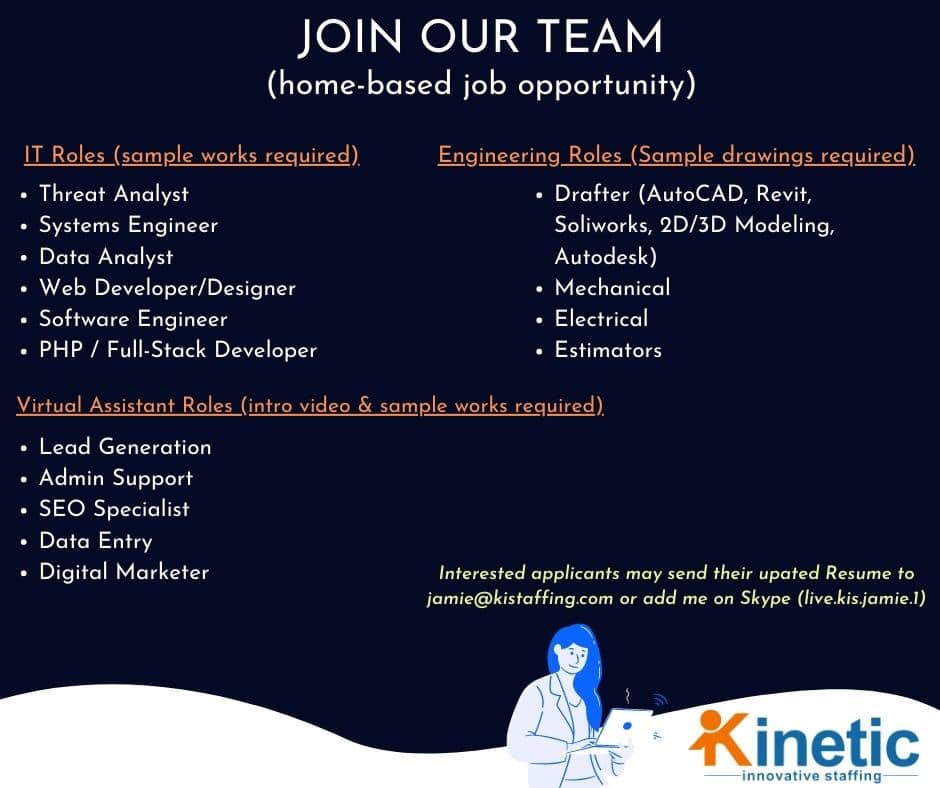 JOIN OUR TEAM
(home-based job opportunity)
IT Roles (sample works required)
• Threat Analyst
• Systems Engineer
• Data Analyst
• Web Developer/Designer
• Software Engineer
• PHP / Full-Stack Developer
Engineering Roles (Sample drawings required)
• Drafter (AutoCAD, Revit,
Soliworks, 2D/3D Modeling,
Autodesk)
• Mechanical
• Electrical
• Estimators
Virtual Assistant Roles (intro video & sample works required)
• Lead Generation
• Admin Support
• SEO Specialist
• Data Entry
• Digital Marketer
Interested applicants may send their upated Resume to
jamie@kistaffing.com or add me on Skype (live.kis.jamie.1)
Kinetic
innovative staffing